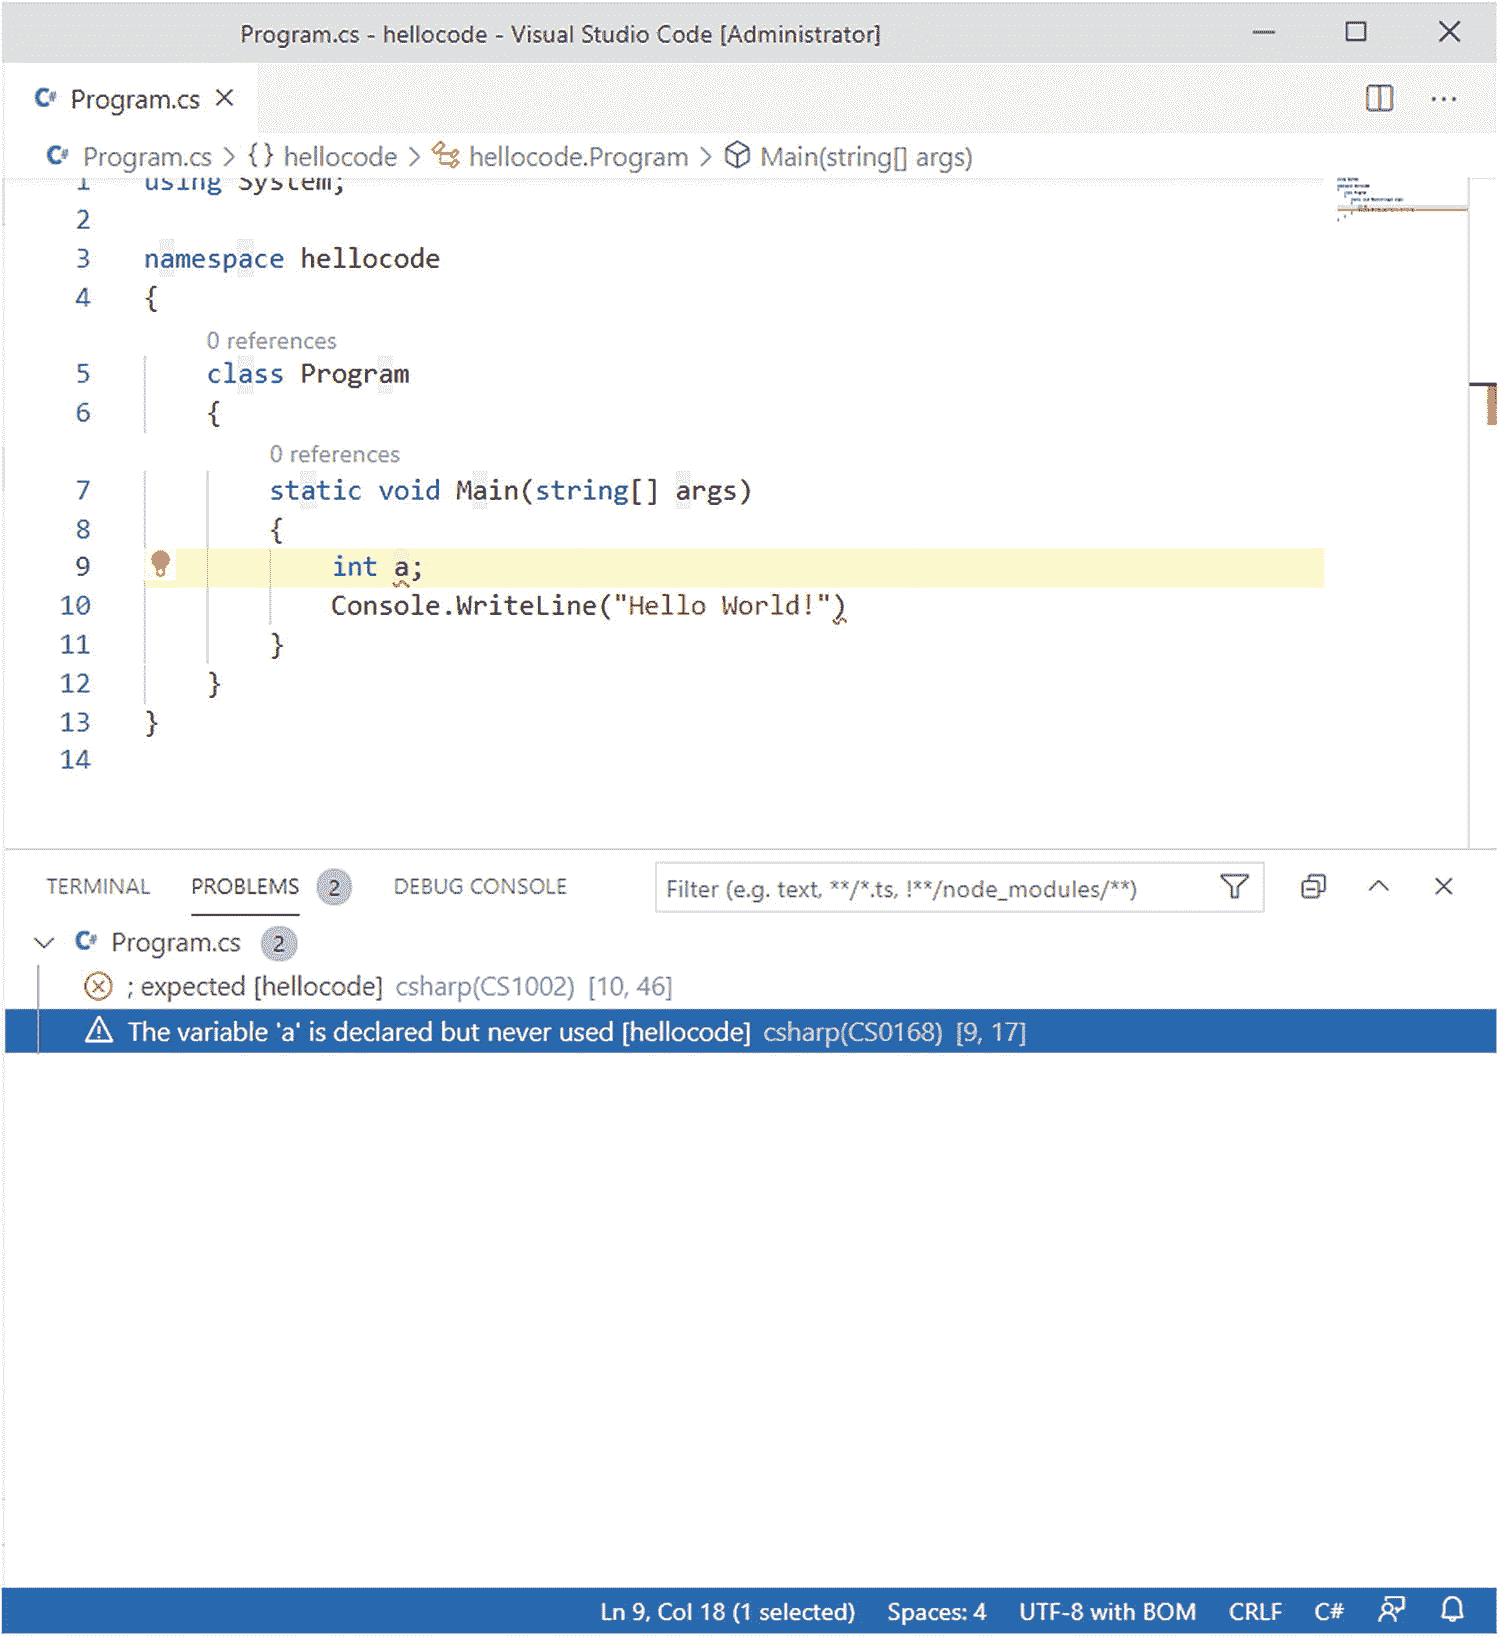 Program.cs - hellocode - Visual Studio Code [Administrator]
C# Program.cs
C# Program.cs > {} hellocode > hellocode.Program > Main(string[] args)
1 using System;
2
3 namespace hellocode
4 {
0 references
5 class Program
6 {
0 references
7 static void Main(string[] args)
8 {
9 int a;
10 Console.WriteLine("Hello World!")
11 }
12 }
13 }
14
TERMINAL PROBLEMS 2 DEBUG CONSOLE Filter (e.g. text, **/*.ts, !**/node_modules/**)
C# Program.cs 2
; expected [hellocode] csharp(CS1002) [10, 46]
The variable 'a' is declared but never used [hellocode] csharp(CS0168) [9, 17]
Ln 9, Col 18 (1 selected) Spaces: 4 UTF-8 with BOM CRLF C#